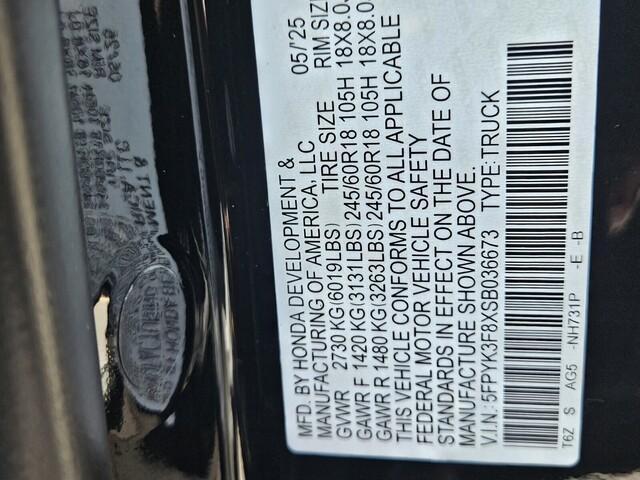 MFD. BY HONDA DEVELOPMENT &
MANUFACTURING OF AMERICA, LLC 05/'25
GVWR 2730 KG(6019LBS) TIRE SIZE RIM SIZE
GAWR F 1420 KG(3131LBS)245/60R18 105H 18X8.0
GAWR R 1480 KG(3263LBS)245/60R18 105H 18X8.0
THIS VEHICLE CONFORMS TO ALL APPLICABLE
FEDERAL MOTOR VEHICLE SAFETY
STANDARDS IN EFFECT ON THE DATE OF
MANUFACTURE SHOWN ABOVE.
V.I.N.: 5FPYK3F8XSB036673 TYPE: TRUCK
T6Z S AG5 -NH731P -E -B